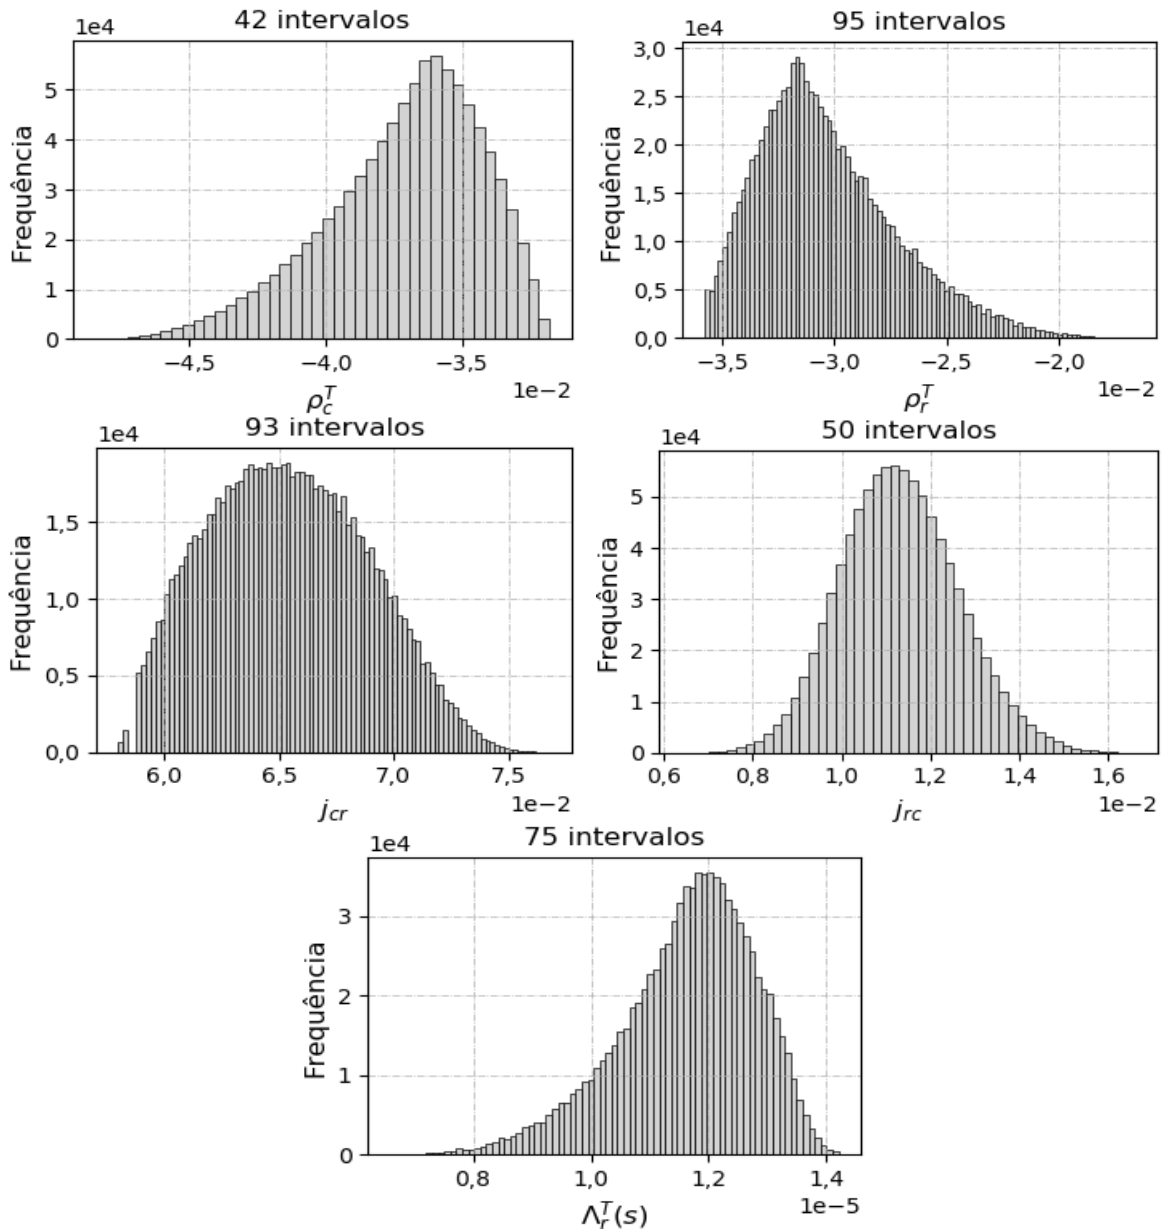 42 intervalos
1e4
Frequência
5
4
3
2
1
0
−4,5 −4,0 −3,5
1e−2
ρ_c^T
95 intervalos
1e4
Frequência
3,0
2,5
2,0
1,5
1,0
0,5
0,0
−3,5 −3,0 −2,5 −2,0
1e−2
ρ_r^T
93 intervalos
1e4
Frequência
1,5
1,0
0,5
0,0
6,0 6,5 7,0 7,5
1e−2
j_cr
50 intervalos
1e4
Frequência
5
4
3
2
1
0
0,6 0,8 1,0 1,2 1,4 1,6
1e−2
j_rc
75 intervalos
1e4
Frequência
3
2
1
0
0,8 1,0 1,2 1,4
1e−5
Λ_r^T(s)